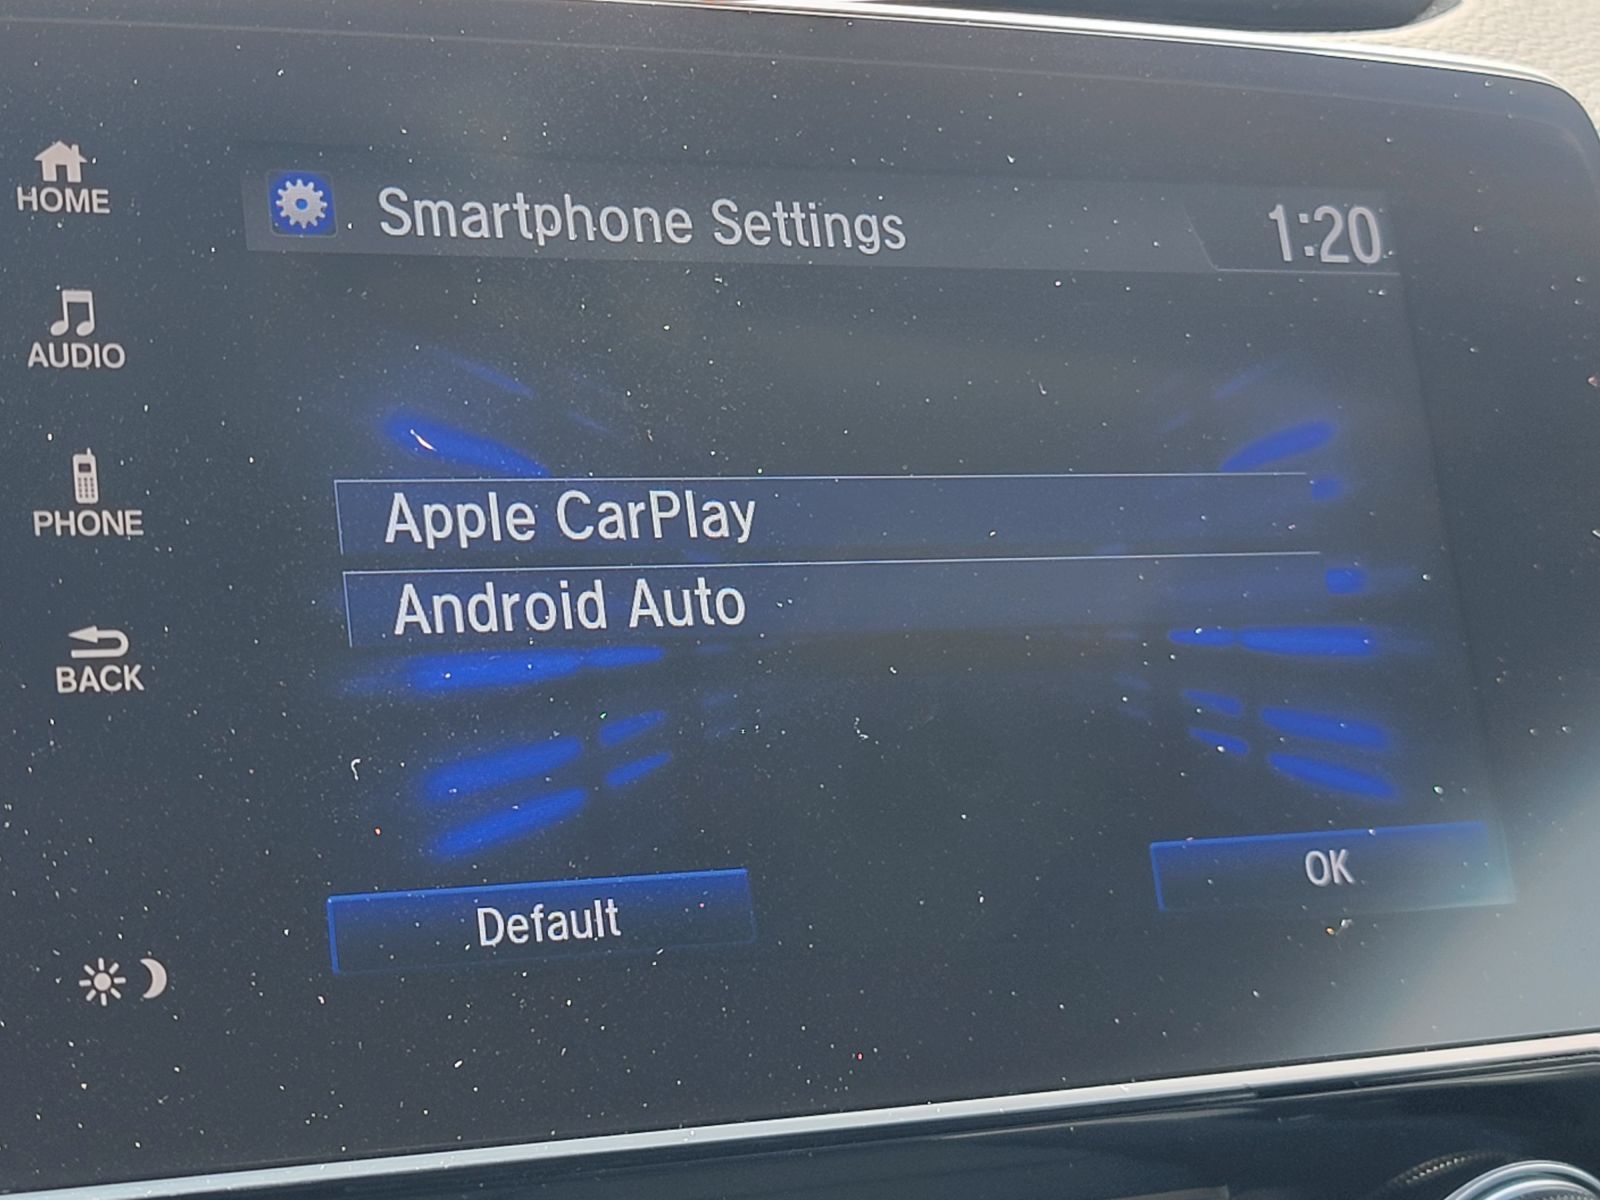 HOME
Smartphone Settings
1:20
AUDIO
PHONE
Apple CarPlay
Android Auto
BACK
Default
OK